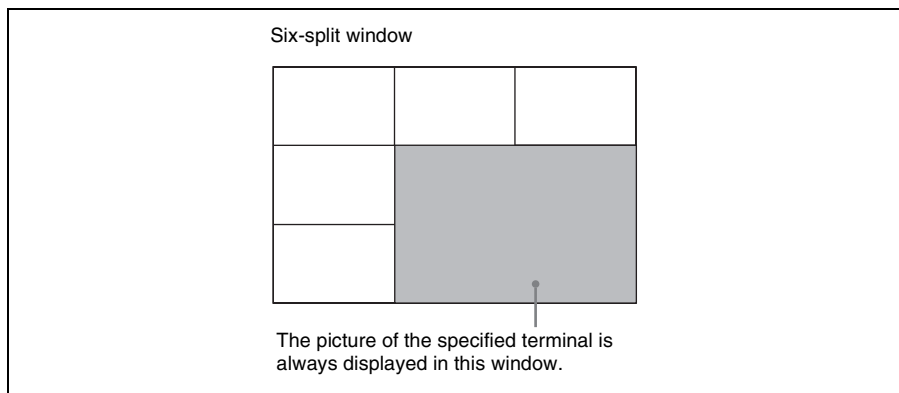 Six-split window
The picture of the specified terminal is
always displayed in this window.